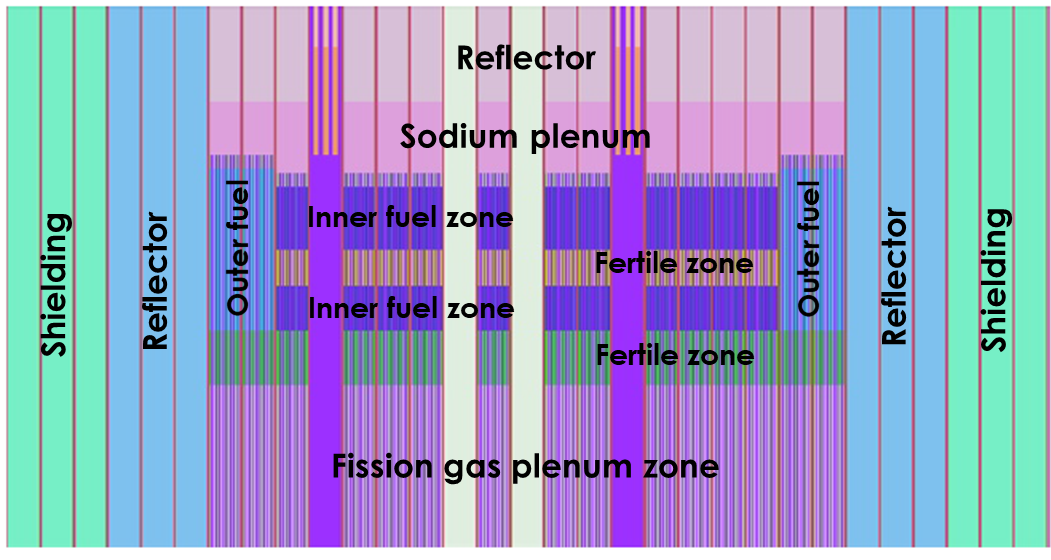 Reflector
Sodium plenum
Shielding
Reflector
Outer fuel
Inner fuel zone
Inner fuel zone
Fertile zone
Fertile zone
Outer fuel
Reflector
Shielding
Fission gas plenum zone